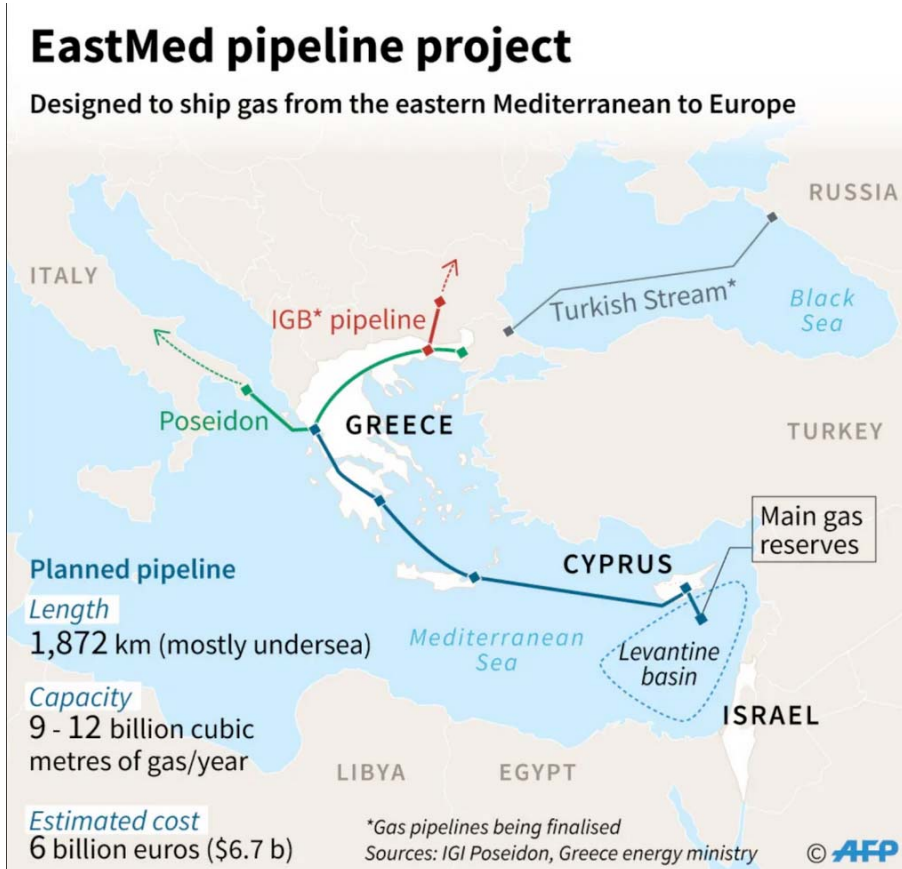 EastMed pipeline project
Designed to ship gas from the eastern Mediterranean to Europe
RUSSIA
ITALY
IGB* pipeline
Turkish Stream*
Black
Sea
Poseidon
GREECE
TURKEY
Main gas
reserves
CYPRUS
Mediterranean
Sea
Levantine
basin
ISRAEL
LIBYA
EGYPT
Planned pipeline
Length
1,872 km (mostly undersea)
Capacity
9 - 12 billion cubic
metres of gas/year
Estimated cost
6 billion euros ($6.7 b)
*Gas pipelines being finalised
Sources: IGI Poseidon, Greece energy ministry
© AFP